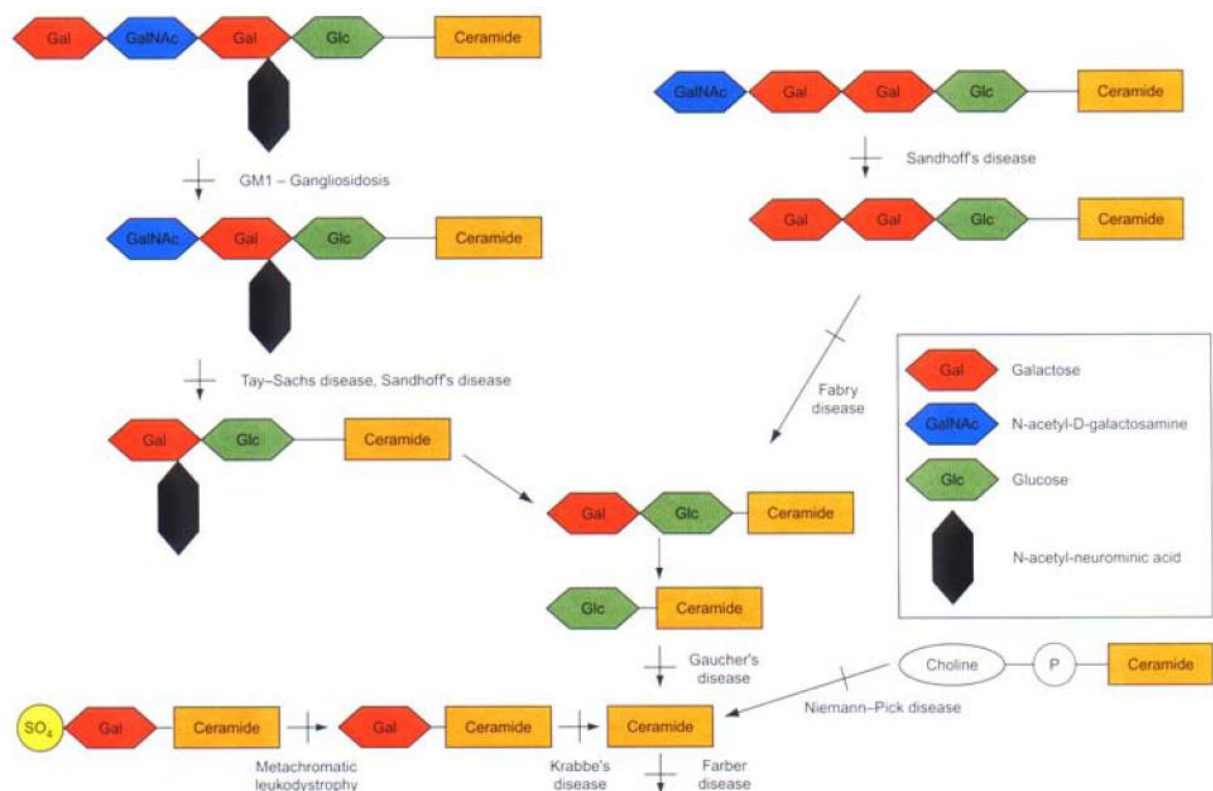 Gal GalNAc Gal Glc Ceramide
GM1 – Gangliosidosis
GalNAc Gal Glc Ceramide
Tay–Sachs disease, Sandhoff's disease
Gal Glc Ceramide
GalNAc Gal Gal Glc Ceramide
Sandhoff's disease
Gal Gal Glc Ceramide
Fabry
disease
Gal Glc Ceramide
Glc Ceramide
Gaucher's
disease
Gal Galactose
GalNAc N-acetyl-D-galactosamine
Glc Glucose
N-acetyl-neurominic acid
Choline P Ceramide
Niemann–Pick disease
SO4 Gal Ceramide Gal Ceramide Ceramide
Metachromatic
leukodystrophy
Krabbe's
disease
Farber
disease